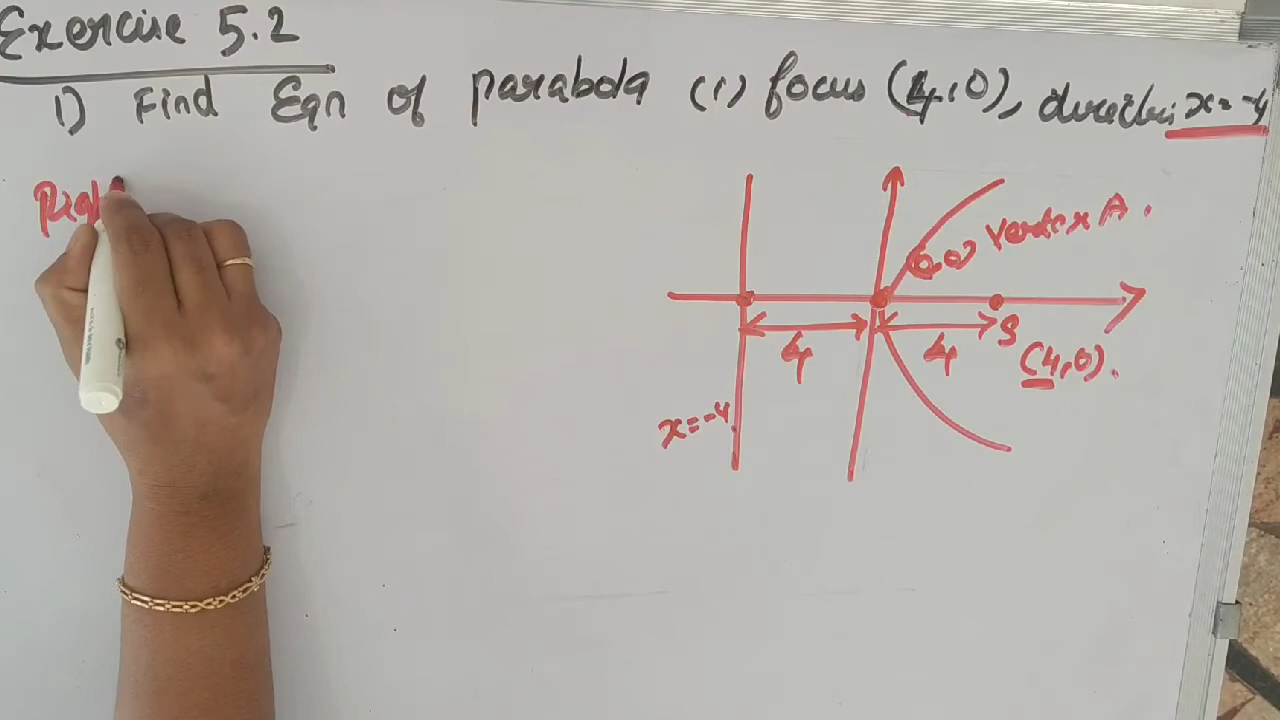 Exercise 5.2
1) Find Eqn of parabola (i) focus (4,0), directrix x=-4
Righ
(0,0) Vertex A.
4
4
S
(4,0).
x=-4